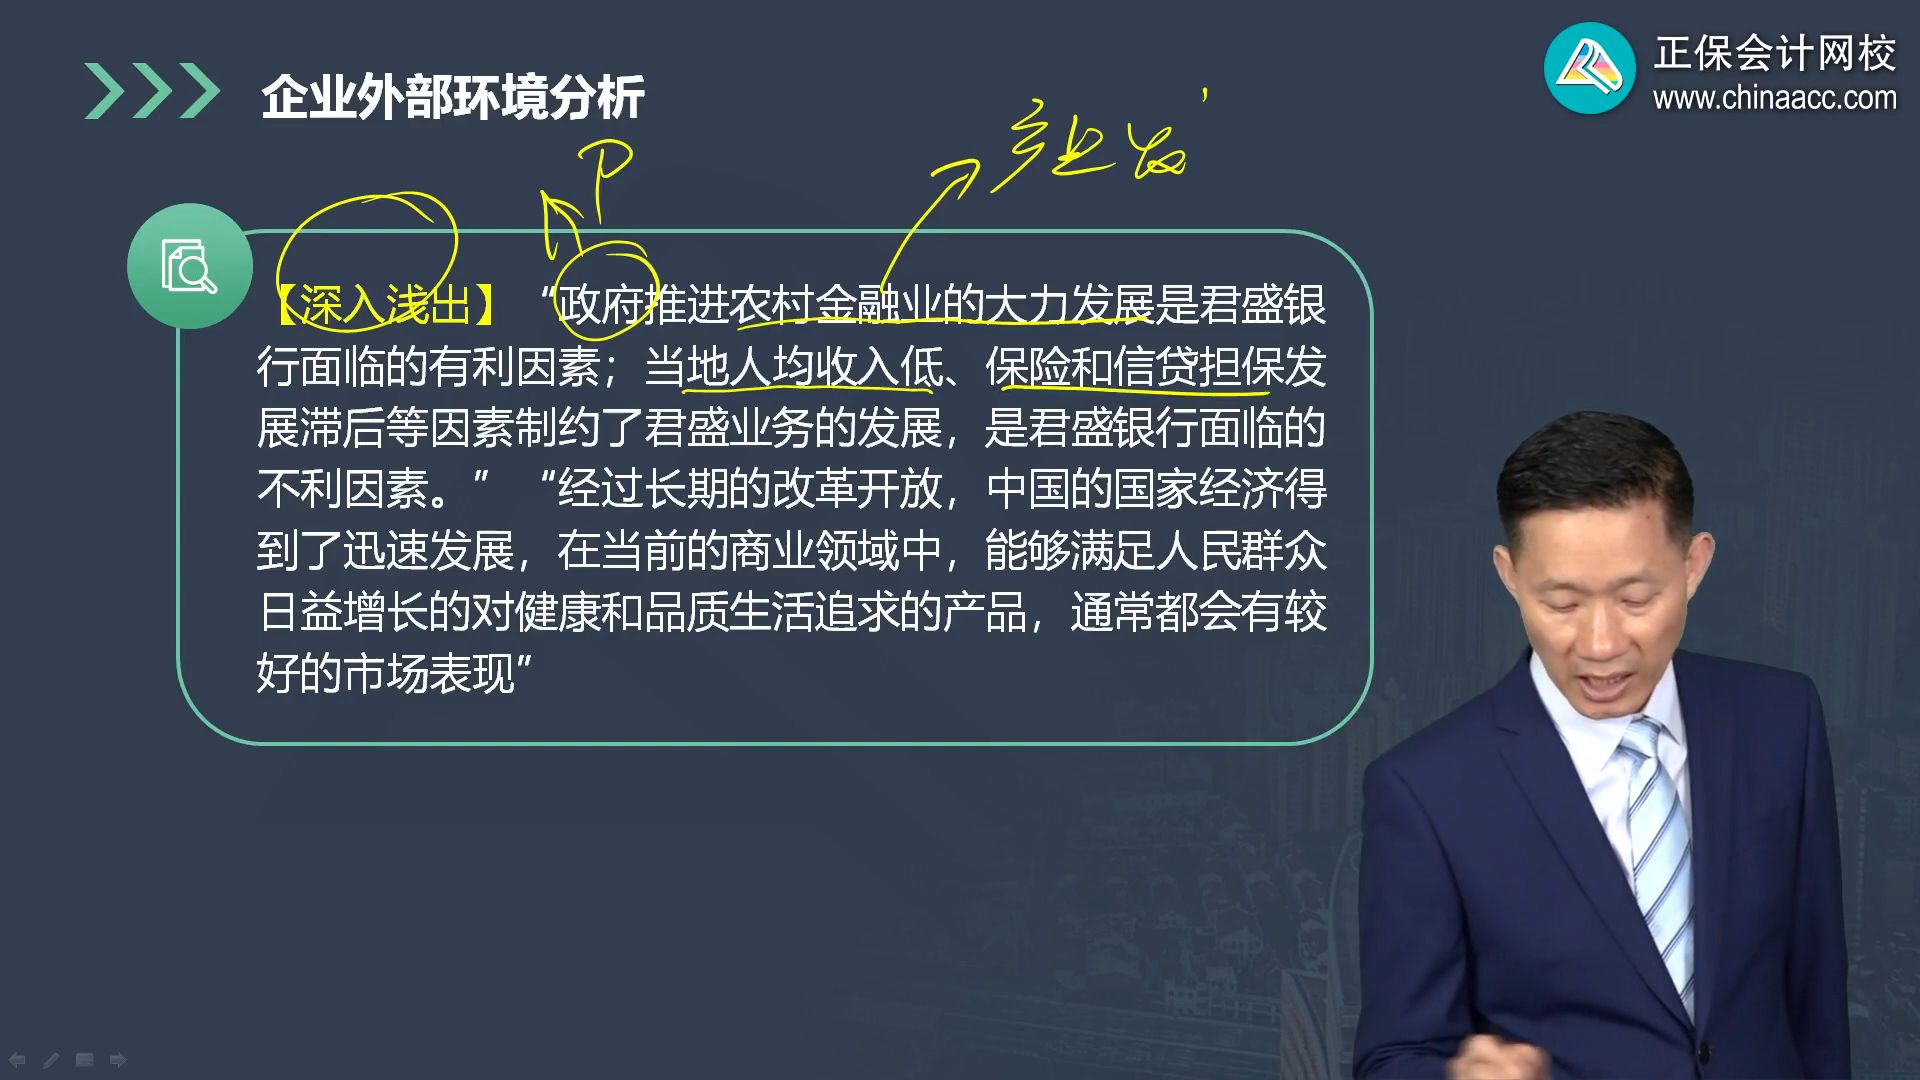 正保会计网校
www.chinaacc.com
企业外部环境分析
P
产业发
【深入浅出】“政府推进农村金融业的大力发展是君盛银
行面临的有利因素；当地人均收入低、保险和信贷担保发
展滞后等因素制约了君盛业务的发展，是君盛银行面临的
不利因素。”“经过长期的改革开放，中国的国家经济得
到了迅速发展，在当前的商业领域中，能够满足人民群众
日益增长的对健康和品质生活追求的产品，通常都会有较
好的市场表现”